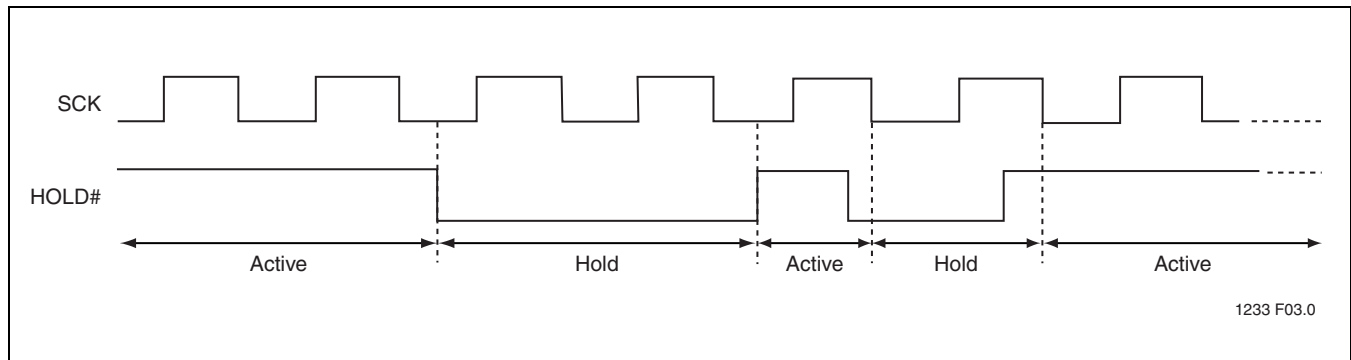 SCK
HOLD#
Active Hold Active Hold Active
1233 F03.0